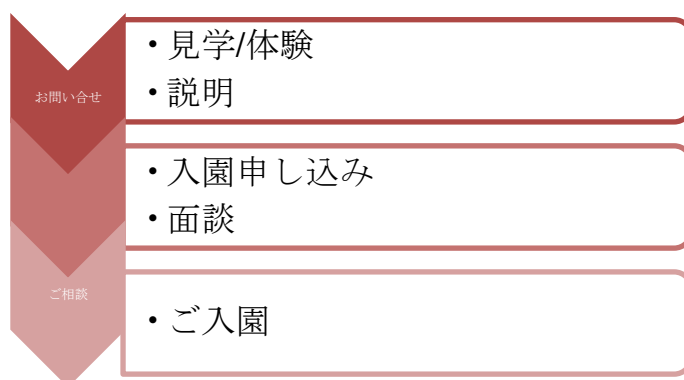 お問い合せ
・見学/体験
・説明
・入園申し込み
・面談
ご相談
・ご入園